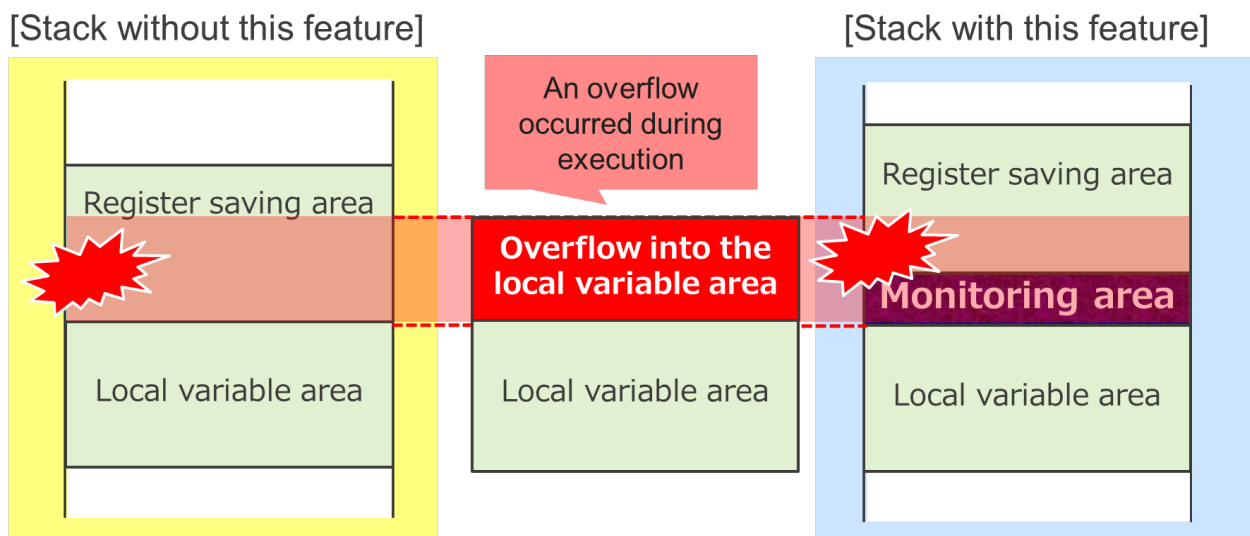 [Stack without this feature]
[Stack with this feature]
An overflow
occurred during
execution
Register saving area
Register saving area
Overflow into the
local variable area
Monitoring area
Local variable area
Local variable area
Local variable area